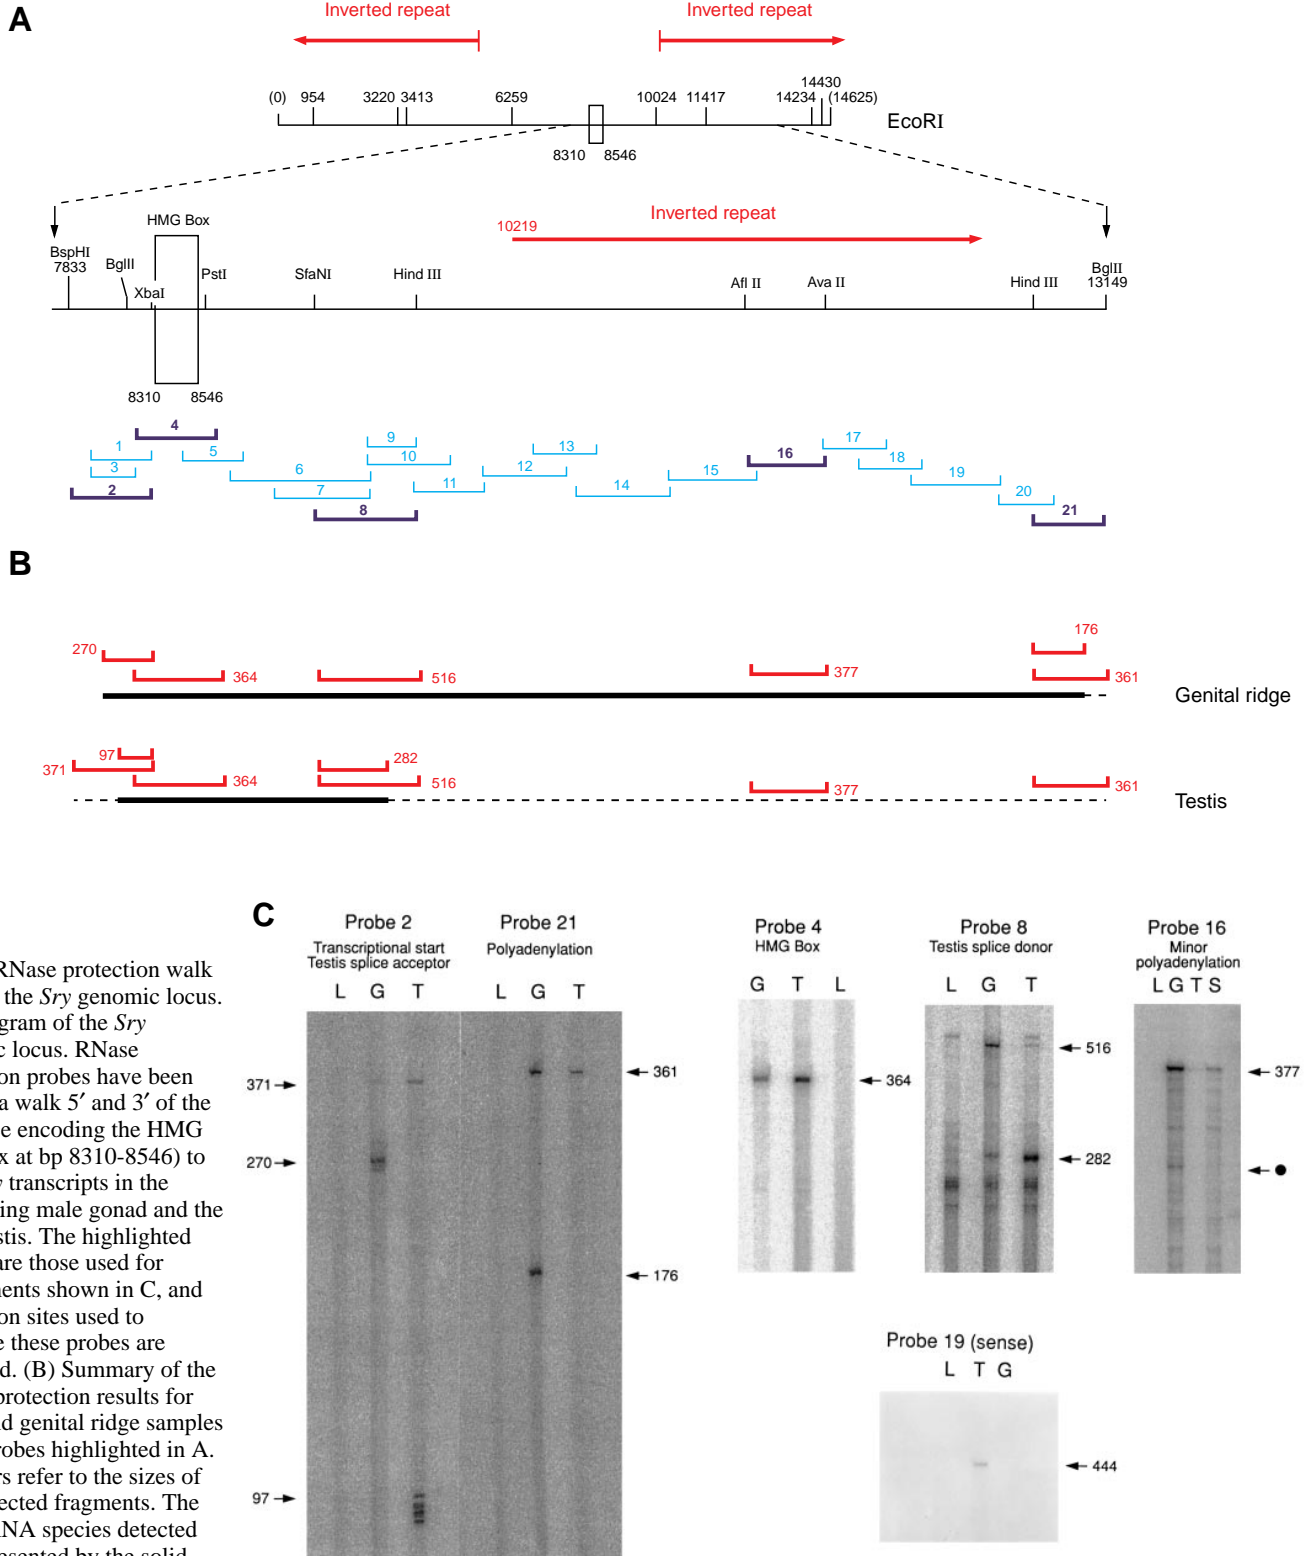 A
Inverted repeat
Inverted repeat
(0) 954 3220 3413 6259 10024 11417 14234 14430 (14625)
EcoRI
8310 8546
HMG Box
10219
Inverted repeat
BspHI
7833
BglII
XbaI
PstI
SfaNI
Hind III
Afl II
Ava II
Hind III
BglII
13149
8310 8546
4
1
5
3
2
6
7
8
9
10
11
12
13
14
15
16
17
18
19
20
21
B
270
364
516
377
176
361
Genital ridge
97
371
364
282
516
377
361
Testis
C
Probe 2
Transcriptional start
Testis splice acceptor
L G T
Probe 21
Polyadenylation
L G T
371
270
97
361
176
Probe 4
HMG Box
G T L
364
Probe 8
Testis splice donor
L G T
516
282
Probe 16
Minor
polyadenylation
L G T S
377
Probe 19 (sense)
L T G
444
RNase protection walk
the Sry genomic locus.
gram of the Sry
c locus. RNase
on probes have been
a walk 5′ and 3′ of the
e encoding the HMG
x at bp 8310-8546) to
y transcripts in the
ing male gonad and the
stis. The highlighted
are those used for
ments shown in C, and
on sites used to
e these probes are
d. (B) Summary of the
protection results for
nd genital ridge samples
robes highlighted in A.
rs refer to the sizes of
ected fragments. The
RNA species detected
resented by the solid